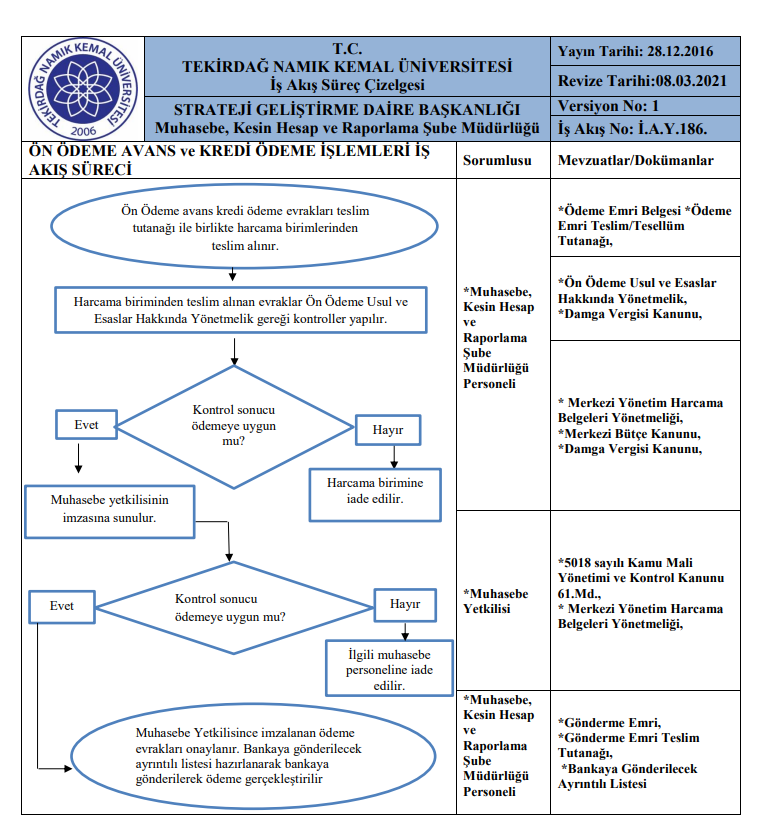 TEKİRDAĞ NAMIK KEMAL ÜNİVERSİTESİ
2006
T.C.
TEKİRDAĞ NAMIK KEMAL ÜNİVERSİTESİ
İş Akış Süreç Çizelgesi
STRATEJİ GELİŞTİRME DAİRE BAŞKANLIĞI
Muhasebe, Kesin Hesap ve Raporlama Şube Müdürlüğü
Yayın Tarihi: 28.12.2016
Revize Tarihi:08.03.2021
Versiyon No: 1
İş Akış No: İ.A.Y.186.
ÖN ÖDEME AVANS ve KREDİ ÖDEME İŞLEMLERİ İŞ
AKIŞ SÜRECİ
Sorumlusu
Mevzuatlar/Dokümanlar
Ön Ödeme avans kredi ödeme evrakları teslim
tutanağı ile birlikte harcama birimlerinden
teslim alınır.
Harcama biriminden teslim alınan evraklar Ön Ödeme Usul ve
Esaslar Hakkında Yönetmelik gereği kontroller yapılır.
Kontrol sonucu
ödemeye uygun
mu?
Evet
Hayır
Harcama birimine
iade edilir.
Muhasebe yetkilisinin
imzasına sunulur.
*Muhasebe,
Kesin Hesap
ve
Raporlama
Şube
Müdürlüğü
Personeli
*Ödeme Emri Belgesi *Ödeme
Emri Teslim/Tesellüm
Tutanağı,
*Ön Ödeme Usul ve Esaslar
Hakkında Yönetmelik,
*Damga Vergisi Kanunu,
* Merkezi Yönetim Harcama
Belgeleri Yönetmeliği,
*Merkezi Bütçe Kanunu,
*Damga Vergisi Kanunu,
Kontrol sonucu
ödemeye uygun mu?
Evet
Hayır
İlgili muhasebe
personeline iade
edilir.
*Muhasebe
Yetkilisi
*5018 sayılı Kamu Mali
Yönetimi ve Kontrol Kanunu
61.Md.,
* Merkezi Yönetim Harcama
Belgeleri Yönetmeliği,
Muhasebe Yetkilisince imzalanan ödeme
evrakları onaylanır. Bankaya gönderilecek
ayrıntılı listesi hazırlanarak bankaya
gönderilerek ödeme gerçekleştirilir
*Muhasebe,
Kesin Hesap
ve
Raporlama
Şube
Müdürlüğü
Personeli
*Gönderme Emri,
*Gönderme Emri Teslim
Tutanağı,
*Bankaya Gönderilecek
Ayrıntılı Listesi